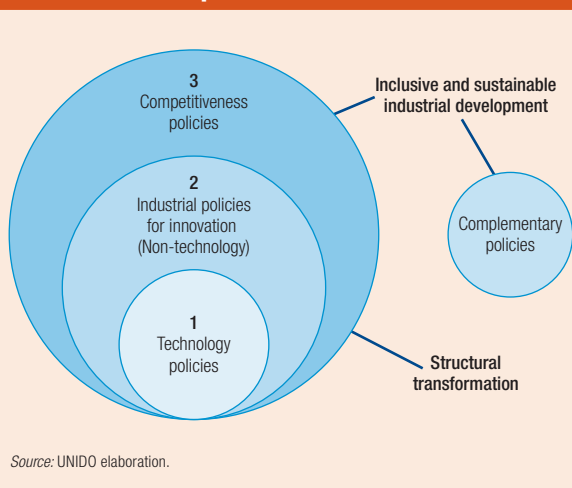 3
Competitiveness
policies
Inclusive and sustainable
industrial development
2
Industrial policies
for innovation
(Non-technology)
Complementary
policies
1
Technology
policies
Structural
transformation
Source: UNIDO elaboration.